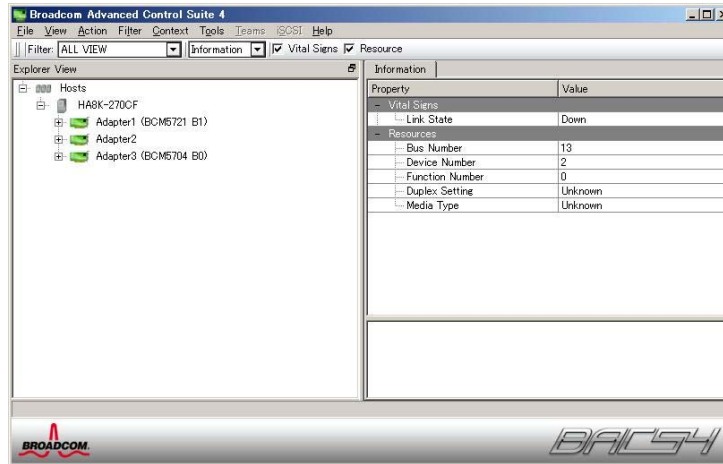 Broadcom Advanced Control Suite 4
File View Action Filter Context Tools Teams iSCSI Help
Filter: ALL VIEW Information Vital Signs Resource
Explorer View
Information
Hosts
HA8K-270CF
Adapter1 (BCM5721 B1)
Adapter2
Adapter3 (BCM5704 B0)
Property Value
Vital Signs
Link State Down
Resources
Bus Number 13
Device Number 2
Function Number 0
Duplex Setting Unknown
Media Type Unknown
BROADCOM.
BACS4